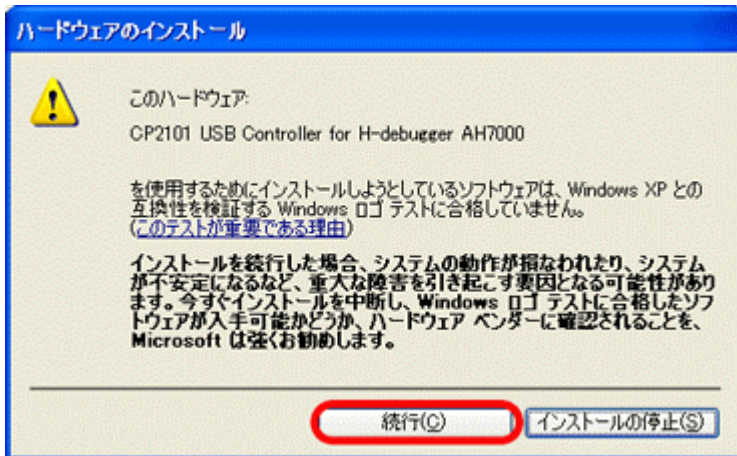 ハードウェアのインストール
このハードウェア:
CP2101 USB Controller for H-debugger AH7000
を使用するためにインストールしようとしているソフトウェアは、Windows XP との
互換性を検証する Windows ロゴ テストに合格していません。
(このテストが重要である理由)
インストールを続行した場合、システムの動作が損なわれたり、システム
が不安定になるなど、重大な障害を引き起こす要因となる可能性があり
ます。今すぐインストールを中断し、Windows ロゴ テストに合格したソフ
トウェアが入手可能かどうか、ハードウェア ベンダーに確認されることを、
Microsoft は強くお勧めします。
続行(C)
インストールの停止(S)